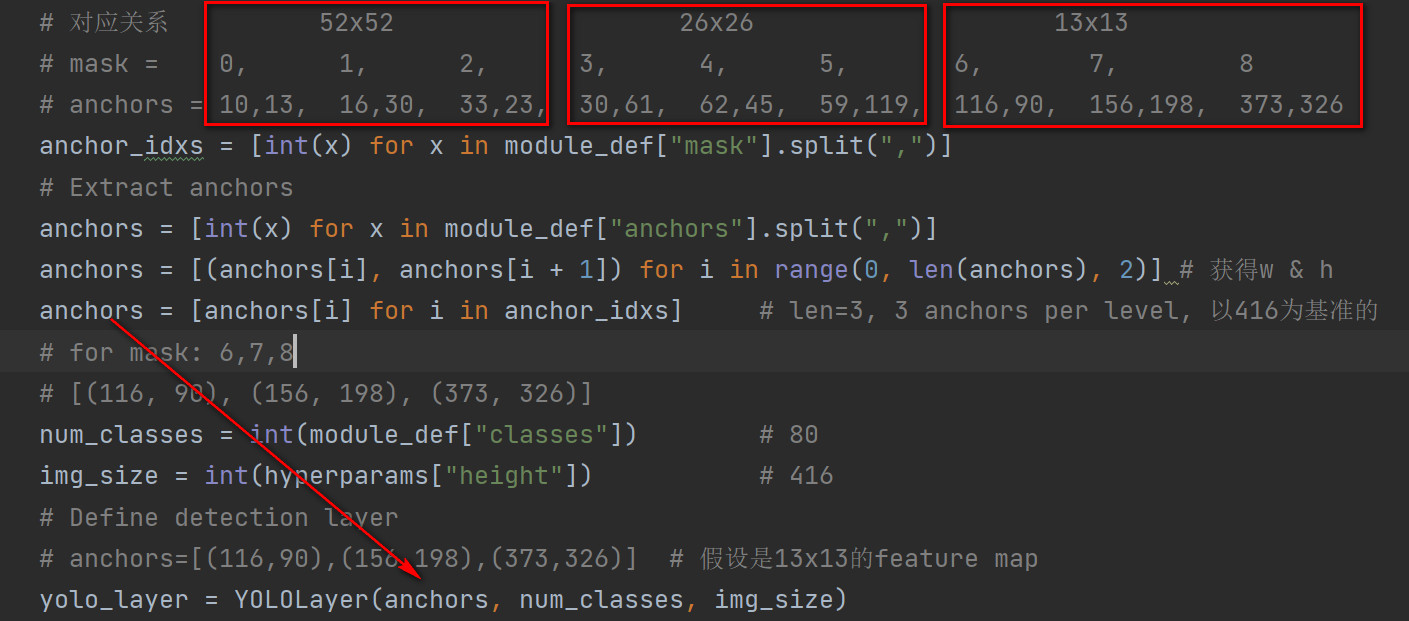 # 对应关系 52x52 26x26 13x13
# mask = 0, 1, 2, 3, 4, 5, 6, 7, 8
# anchors = 10,13, 16,30, 33,23, 30,61, 62,45, 59,119, 116,90, 156,198, 373,326
anchor_idxs = [int(x) for x in module_def["mask"].split(",")]
# Extract anchors
anchors = [int(x) for x in module_def["anchors"].split(",")]
anchors = [(anchors[i], anchors[i + 1]) for i in range(0, len(anchors), 2)] # 获得w & h
anchors = [anchors[i] for i in anchor_idxs] # len=3, 3 anchors per level, 以416为基准的
# for mask: 6,7,8
# [(116, 90), (156, 198), (373, 326)]
num_classes = int(module_def["classes"]) # 80
img_size = int(hyperparams["height"]) # 416
# Define detection layer
# anchors=[(116,90),(156,198),(373,326)] # 假设是13x13的feature map
yolo_layer = YOLOLayer(anchors, num_classes, img_size)